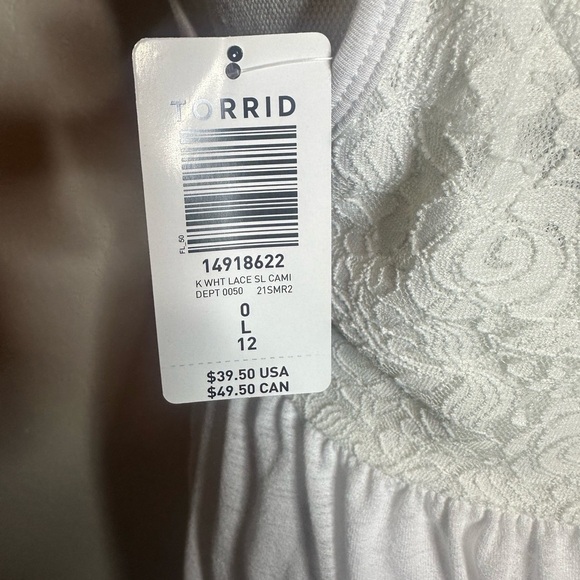 TORRID
FL_50
14918622
K WHT LACE SL CAMI
DEPT 0050 21SMR2
0
L
12
$39.50 USA
$49.50 CAN